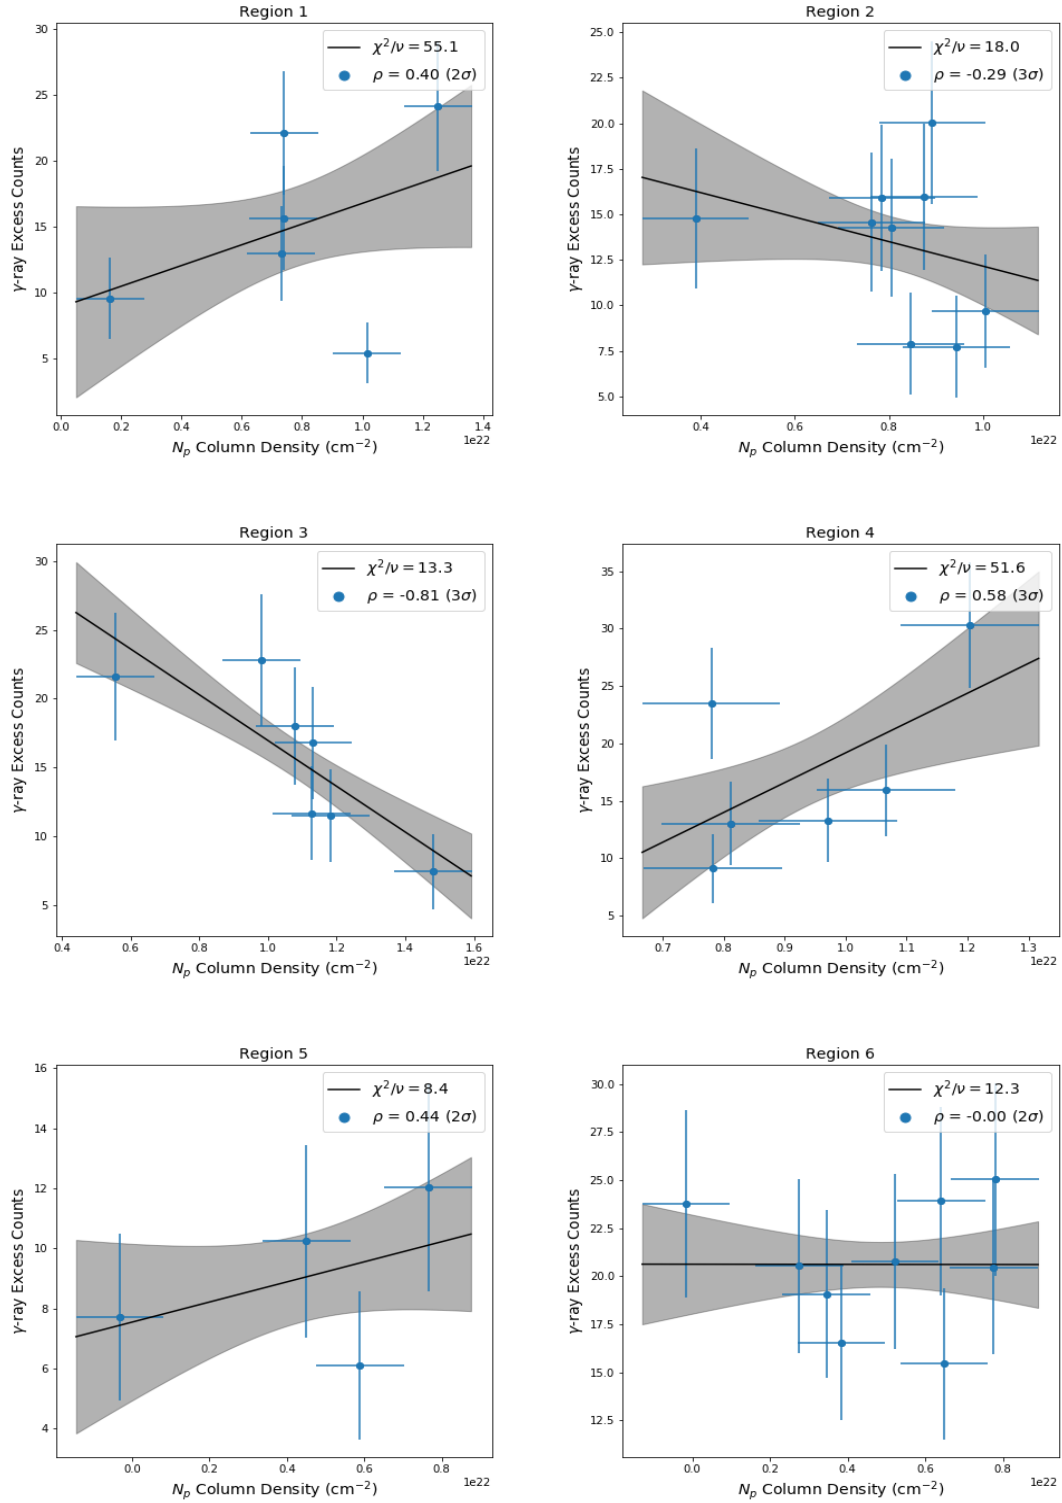 Region 1
30
25
20
15
10
5
γ-ray Excess Counts
χ²/ν = 55.1
ρ = 0.40 (2σ)
0.0 0.2 0.4 0.6 0.8 1.0 1.2 1.4
1e22
Nₚ Column Density (cm⁻²)
Region 2
25.0
22.5
20.0
17.5
15.0
12.5
10.0
7.5
5.0
γ-ray Excess Counts
χ²/ν = 18.0
ρ = -0.29 (3σ)
0.4 0.6 0.8 1.0
1e22
Nₚ Column Density (cm⁻²)
Region 3
30
25
20
15
10
5
γ-ray Excess Counts
χ²/ν = 13.3
ρ = -0.81 (3σ)
0.4 0.6 0.8 1.0 1.2 1.4 1.6
1e22
Nₚ Column Density (cm⁻²)
Region 4
35
30
25
20
15
10
5
γ-ray Excess Counts
χ²/ν = 51.6
ρ = 0.58 (3σ)
0.7 0.8 0.9 1.0 1.1 1.2 1.3
1e22
Nₚ Column Density (cm⁻²)
Region 5
16
14
12
10
8
6
4
γ-ray Excess Counts
χ²/ν = 8.4
ρ = 0.44 (2σ)
0.0 0.2 0.4 0.6 0.8
1e22
Nₚ Column Density (cm⁻²)
Region 6
30.0
27.5
25.0
22.5
20.0
17.5
15.0
12.5
γ-ray Excess Counts
χ²/ν = 12.3
ρ = -0.00 (2σ)
0.0 0.2 0.4 0.6 0.8
1e22
Nₚ Column Density (cm⁻²)